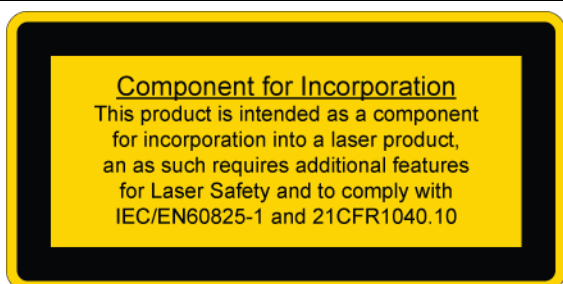 Component for Incorporation
This product is intended as a component
for incorporation into a laser product,
an as such requires additional features
for Laser Safety and to comply with
IEC/EN60825-1 and 21CFR1040.10